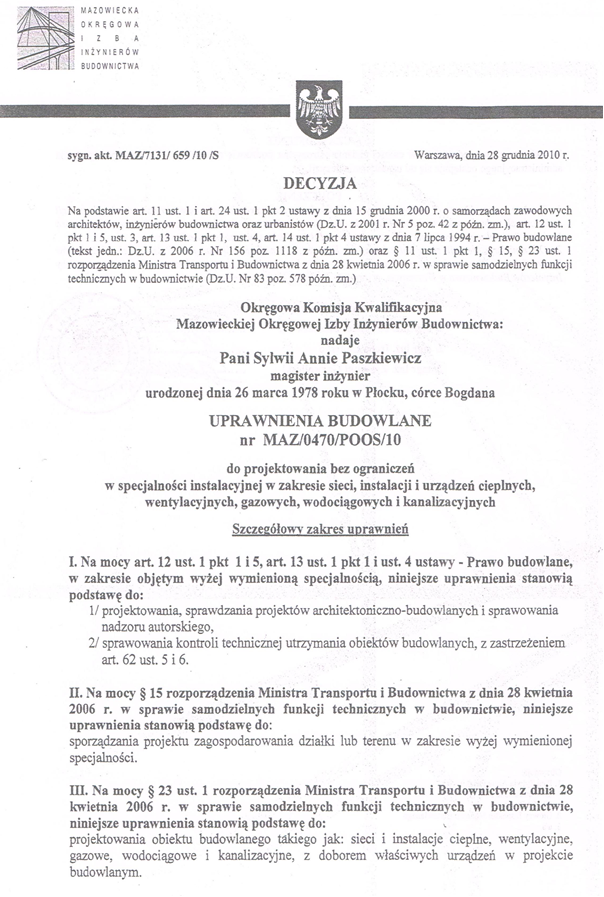 MAZOWIECKA
OKRĘGOWA
IZBA
INŻYNIERÓW
BUDOWNICTWA
sygn. akt. MAZ/7131/ 659 /10 /S
Warszawa, dnia 28 grudnia 2010 r.
DECYZJA
Na podstawie art. 11 ust. 1 i art. 24 ust. 1 pkt 2 ustawy z dnia 15 grudnia 2000 r. o samorządach zawodowych
architektów, inżynierów budownictwa oraz urbanistów (Dz.U. z 2001 r. Nr 5 poz. 42 z późn. zm.), art. 12 ust. 1
pkt 1 i 5, ust. 3, art. 13 ust. 1 pkt 1, ust. 4, art. 14 ust. 1 pkt 4 ustawy z dnia 7 lipca 1994 r. – Prawo budowlane
(tekst jedn.: Dz.U. z 2006 r. Nr 156 poz. 1118 z późn. zm.) oraz § 11 ust. 1 pkt 1, § 15, § 23 ust. 1
rozporządzenia Ministra Transportu i Budownictwa z dnia 28 kwietnia 2006 r. w sprawie samodzielnych funkcji
technicznych w budownictwie (Dz.U. Nr 83 poz. 578 późn. zm.)
Okręgowa Komisja Kwalifikacyjna
Mazowieckiej Okręgowej Izby Inżynierów Budownictwa:
nadaje
Pani Sylwii Annie Paszkiewicz
magister inżynier
urodzonej dnia 26 marca 1978 roku w Płocku, córce Bogdana
UPRAWNIENIA BUDOWLANE
nr MAZ/0470/POOS/10
do projektowania bez ograniczeń
w specjalności instalacyjnej w zakresie sieci, instalacji i urządzeń cieplnych,
wentylacyjnych, gazowych, wodociągowych i kanalizacyjnych
Szczegółowy zakres uprawnień
I. Na mocy art. 12 ust. 1 pkt 1 i 5, art. 13 ust. 1 pkt 1 i ust. 4 ustawy - Prawo budowlane,
w zakresie objętym wyżej wymienioną specjalnością, niniejsze uprawnienia stanowią
podstawę do:
1/ projektowania, sprawdzania projektów architektoniczno-budowlanych i sprawowania
nadzoru autorskiego,
2/ sprawowania kontroli technicznej utrzymania obiektów budowlanych, z zastrzeżeniem
art. 62 ust. 5 i 6.
II. Na mocy § 15 rozporządzenia Ministra Transportu i Budownictwa z dnia 28 kwietnia
2006 r. w sprawie samodzielnych funkcji technicznych w budownictwie, niniejsze
uprawnienia stanowią podstawę do:
sporządzania projektu zagospodarowania działki lub terenu w zakresie wyżej wymienionej
specjalności.
III. Na mocy § 23 ust. 1 rozporządzenia Ministra Transportu i Budownictwa z dnia 28
kwietnia 2006 r. w sprawie samodzielnych funkcji technicznych w budownictwie,
niniejsze uprawnienia stanowią podstawę do:
projektowania obiektu budowlanego takiego jak: sieci i instalacje cieplne, wentylacyjne,
gazowe, wodociągowe i kanalizacyjne, z doborem właściwych urządzeń w projekcie
budowlanym.